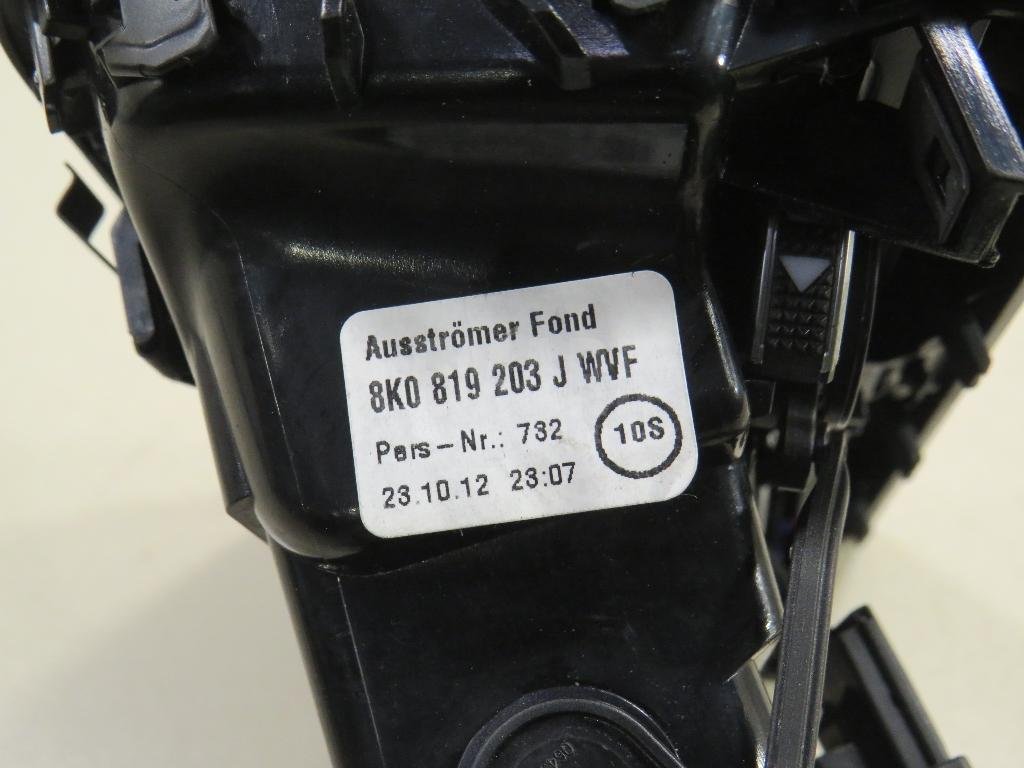 Ausströmer Fond
8K0 819 203 J WVF
Pers-Nr.: 732
10S
23.10.12 23:07